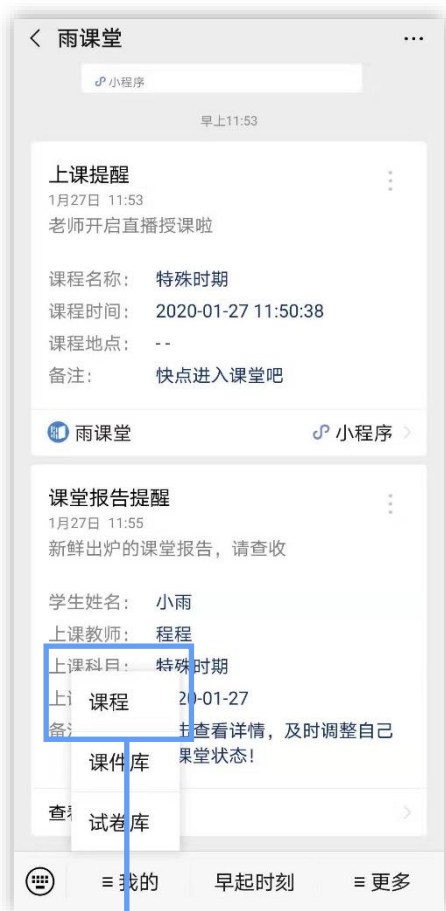 雨课堂
小程序
早上11:53
上课提醒
1月27日 11:53
老师开启直播授课啦
课程名称： 特殊时期
课程时间： 2020-01-27 11:50:38
课程地点： - -
备注： 快点进入课堂吧
雨课堂 小程序
课堂报告提醒
1月27日 11:55
新鲜出炉的课堂报告，请查收
学生姓名： 小雨
上课教师： 程程
上课科目： 特殊时期
上 20-01-27
课程
备 查看详情，及时调整自己
课堂状态！
课件库
查
试卷库
≡ 我的 早起时刻 ≡ 更多